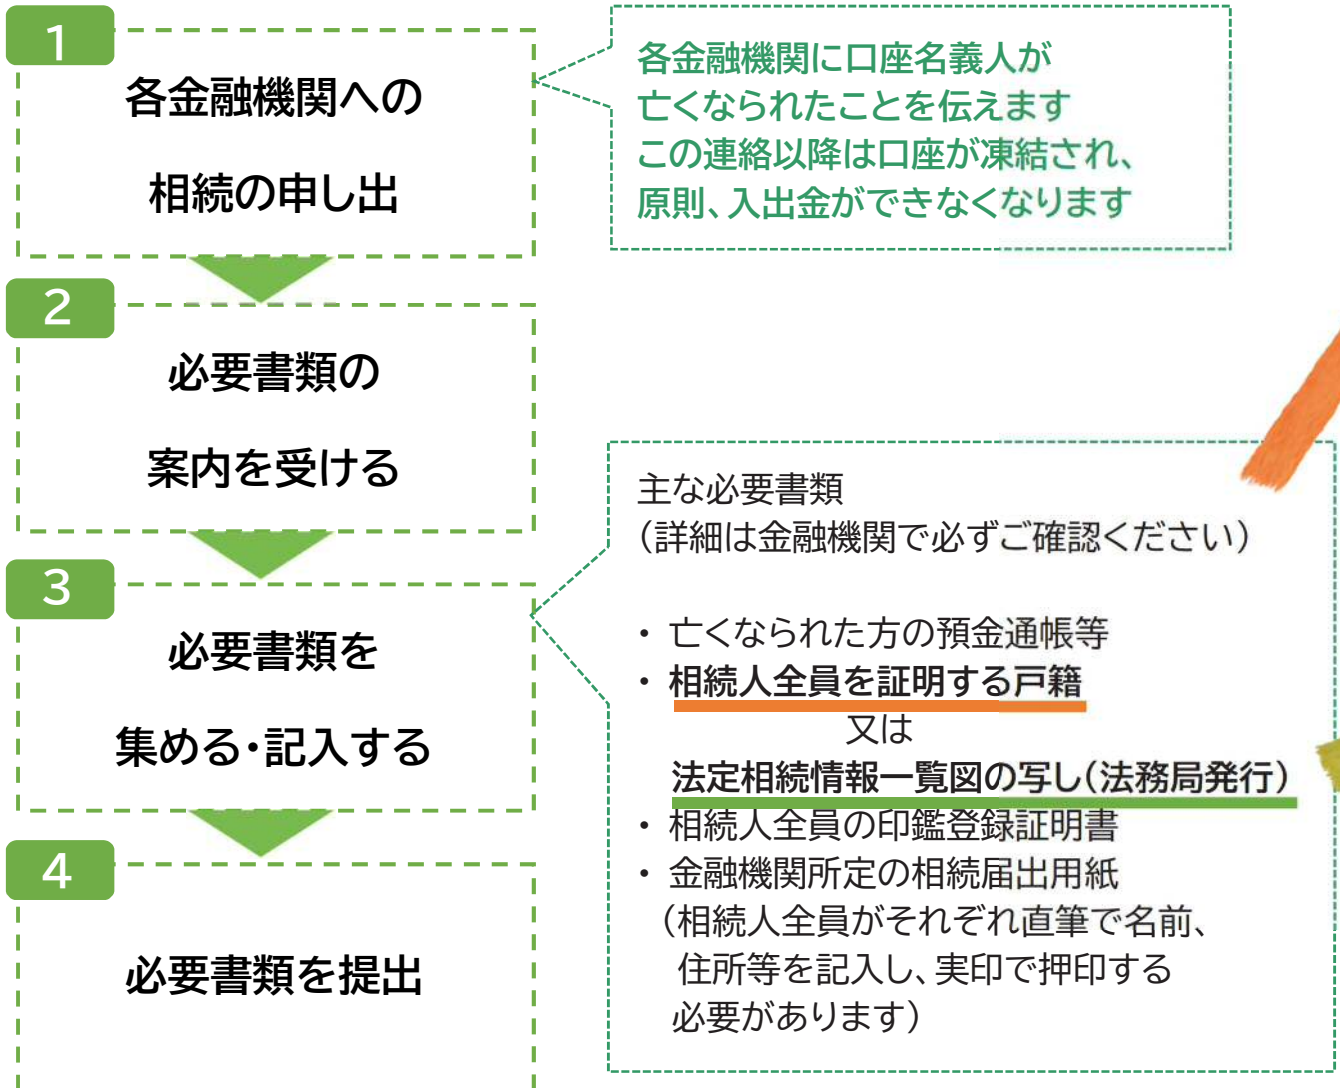 1
各金融機関への
相続の申し出
各金融機関に口座名義人が
亡くなられたことを伝えます
この連絡以降は口座が凍結され、
原則、入出金ができなくなります
2
必要書類の
案内を受ける
3
必要書類を
集める・記入する
主な必要書類
（詳細は金融機関で必ずご確認ください）
・ 亡くなられた方の預金通帳等
・ 相続人全員を証明する戸籍
又は
法定相続情報一覧図の写し（法務局発行）
・ 相続人全員の印鑑登録証明書
・ 金融機関所定の相続届出用紙
（相続人全員がそれぞれ直筆で名前、
住所等を記入し、実印で押印する
必要があります）
4
必要書類を提出